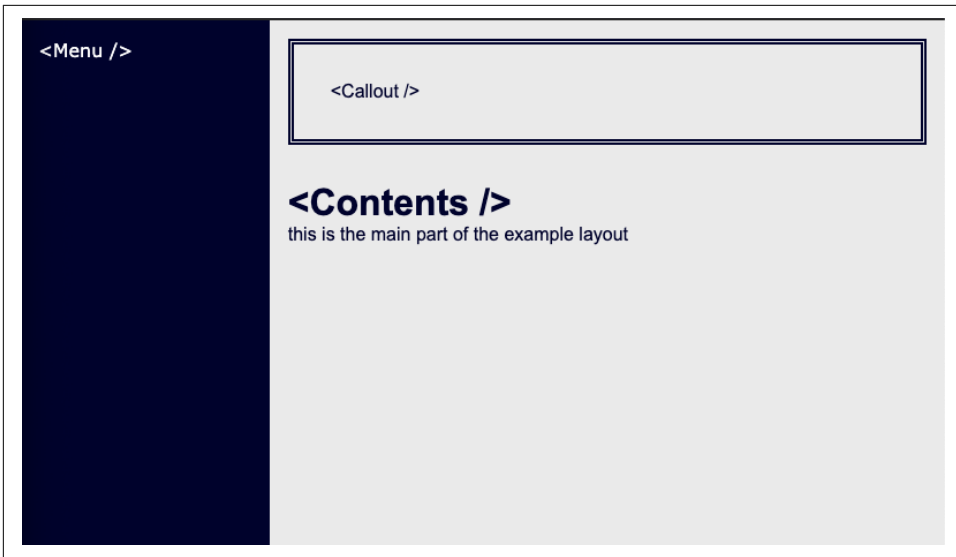 <Menu />
<Callout />
<Contents />
this is the main part of the example layout